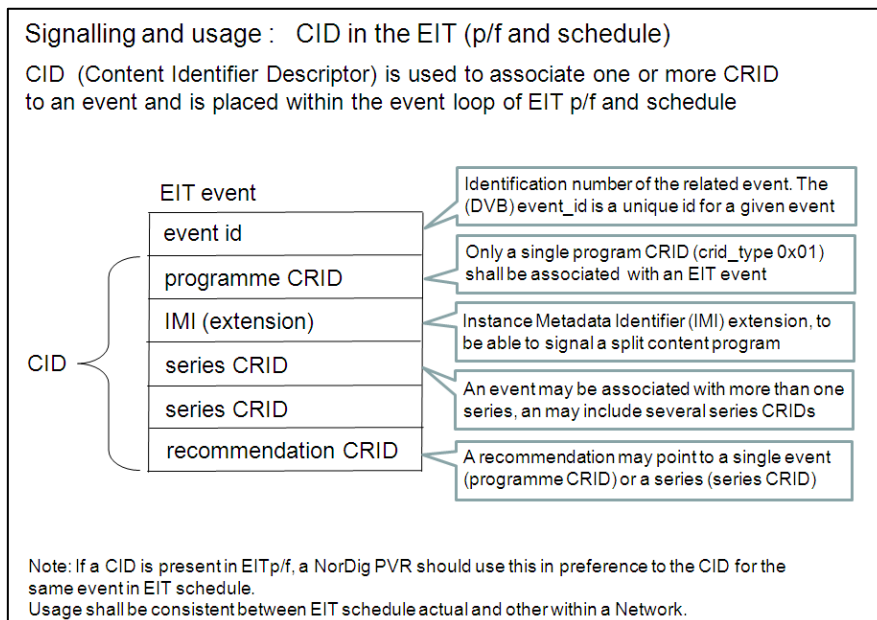 Signalling and usage :   CID in the EIT (p/f and schedule)
CID  (Content Identifier Descriptor) is used to associate one or more CRID
to an event and is placed within the event loop of EIT p/f and schedule
EIT event
event id
programme CRID
IMI (extension)
series CRID
series CRID
recommendation CRID
CID
Identification number of the related event. The
(DVB) event_id is a unique id for a given event
Only a single program CRID (crid_type 0x01)
shall be associated with an EIT event
Instance Metadata Identifier (IMI) extension, to
be able to signal a split content program
An event may be associated with more than one
series, an may include several series CRIDs
A recommendation may point to a single event
(programme CRID) or a series (series CRID)
Note: If a CID is present in EITp/f, a NorDig PVR should use this in preference to the CID for the
same event in EIT schedule.
Usage shall be consistent between EIT schedule actual and other within a Network.